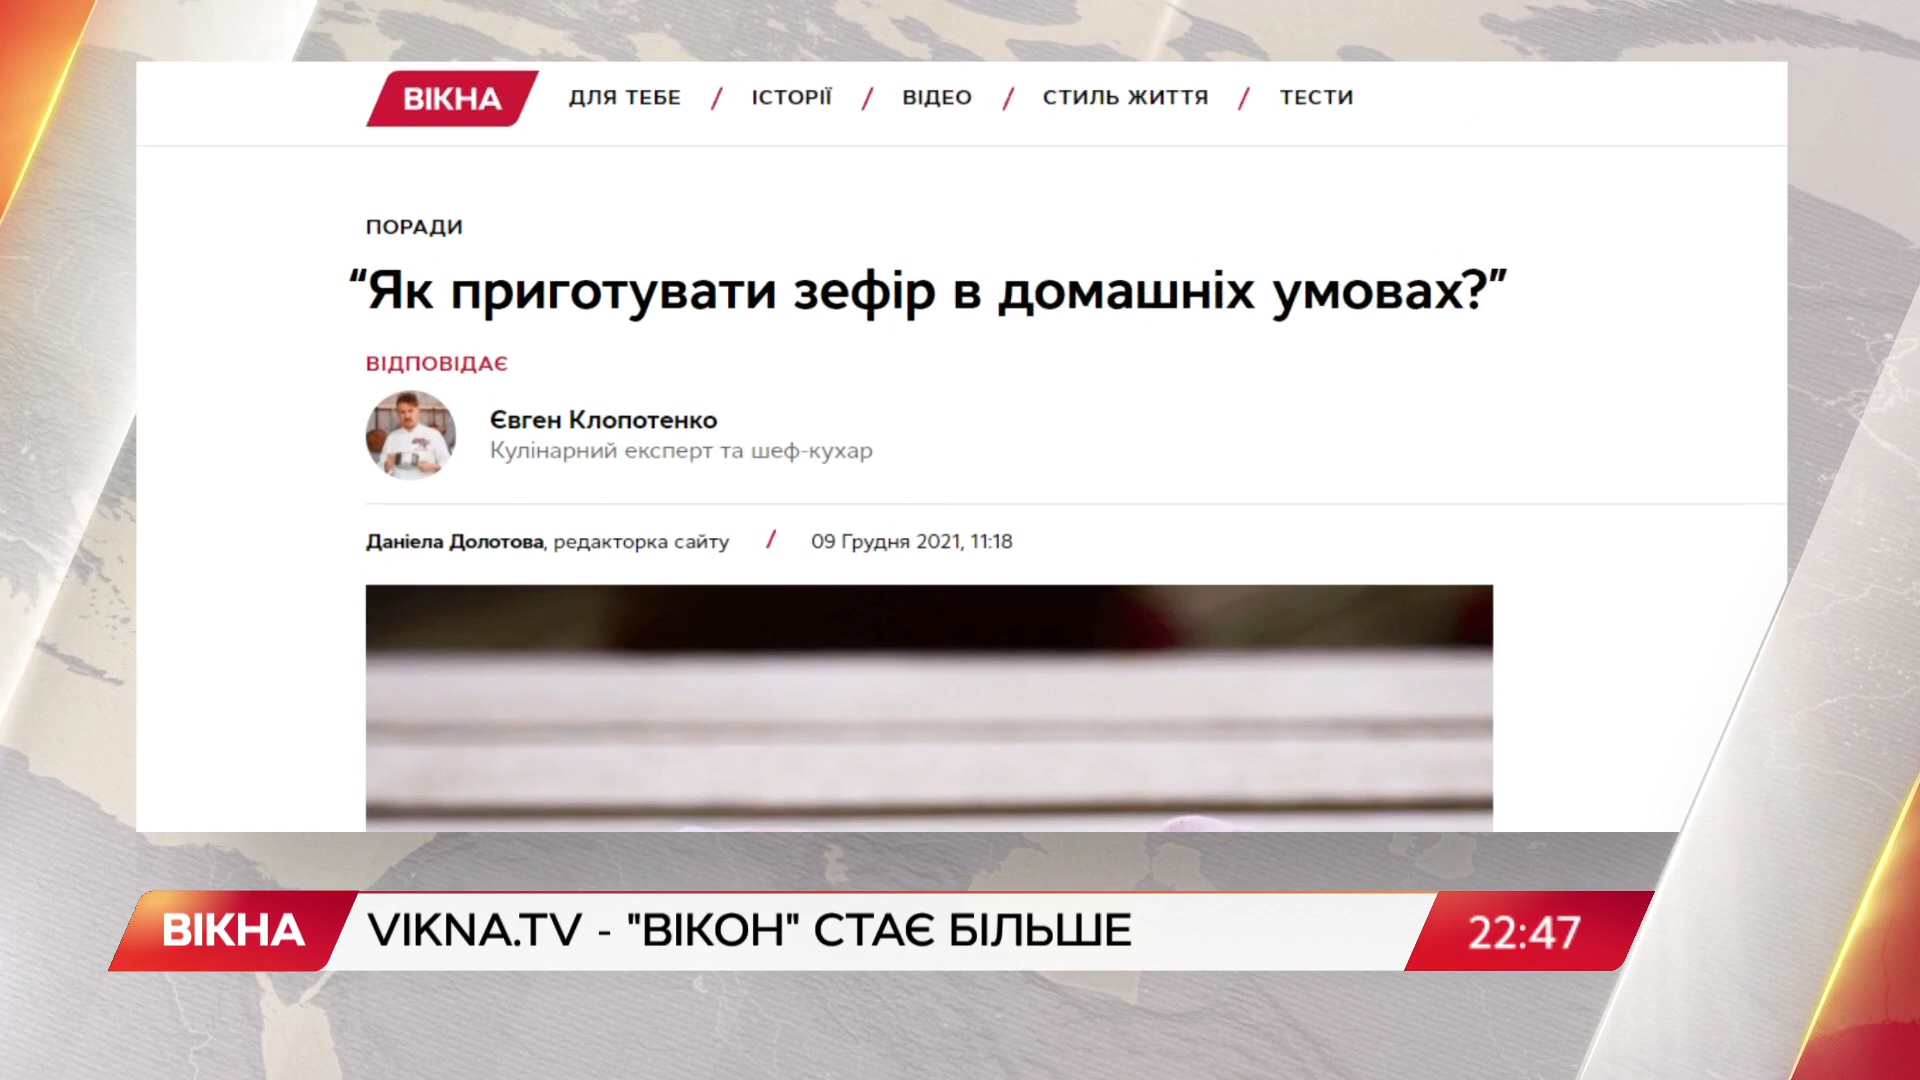 ВІКНА ДЛЯ ТЕБЕ / ІСТОРІЇ / ВІДЕО / СТИЛЬ ЖИТТЯ / ТЕСТИ
ПОРАДИ
“Як приготувати зефір в домашніх умовах?”
ВІДПОВІДАЄ
Євген Клопотенко
Кулінарний експерт та шеф-кухар
Даніела Долотова, редакторка сайту / 09 Грудня 2021, 11:18
ВІКНА VIKNA.TV - "ВІКОН" СТАЄ БІЛЬШЕ 22:47